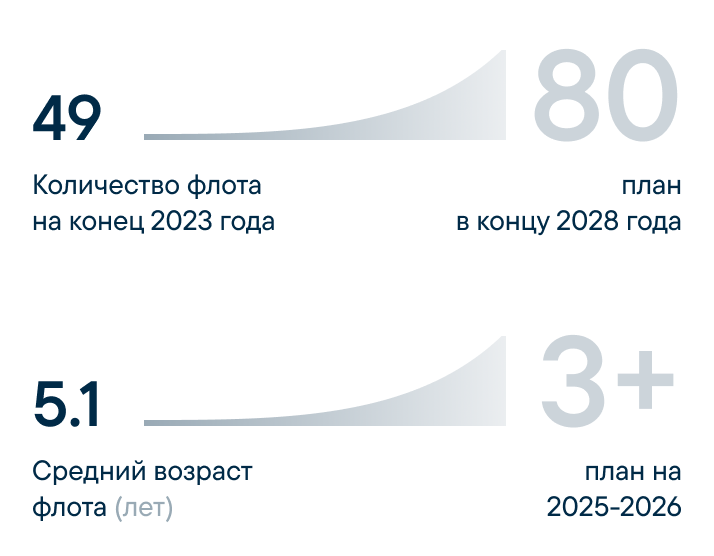 49
80
Количество флота
на конец 2023 года
план
в концу 2028 года
5.1
3+
Средний возраст
флота (лет)
план на
2025-2026